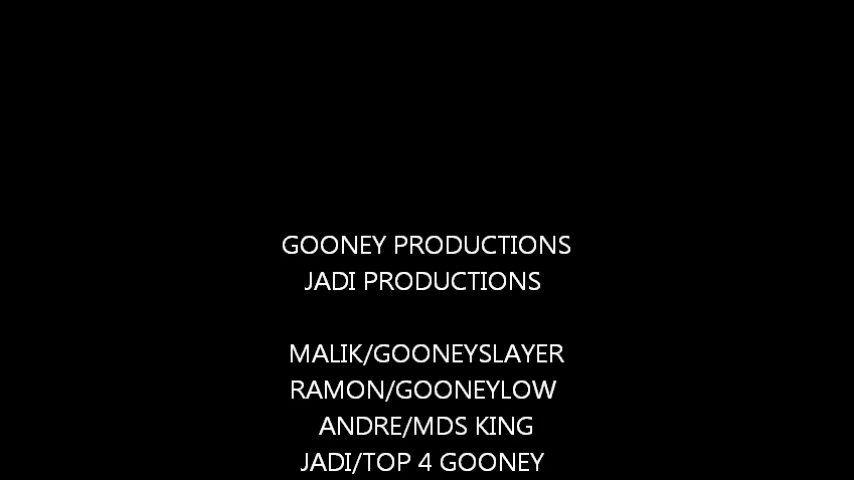 GOONEY PRODUCTIONS
JADI PRODUCTIONS
MALIK/GOONEYSLAYER
RAMON/GOONEYLOW
ANDRE/MDS KING
JADI/TOP 4 GOONEY